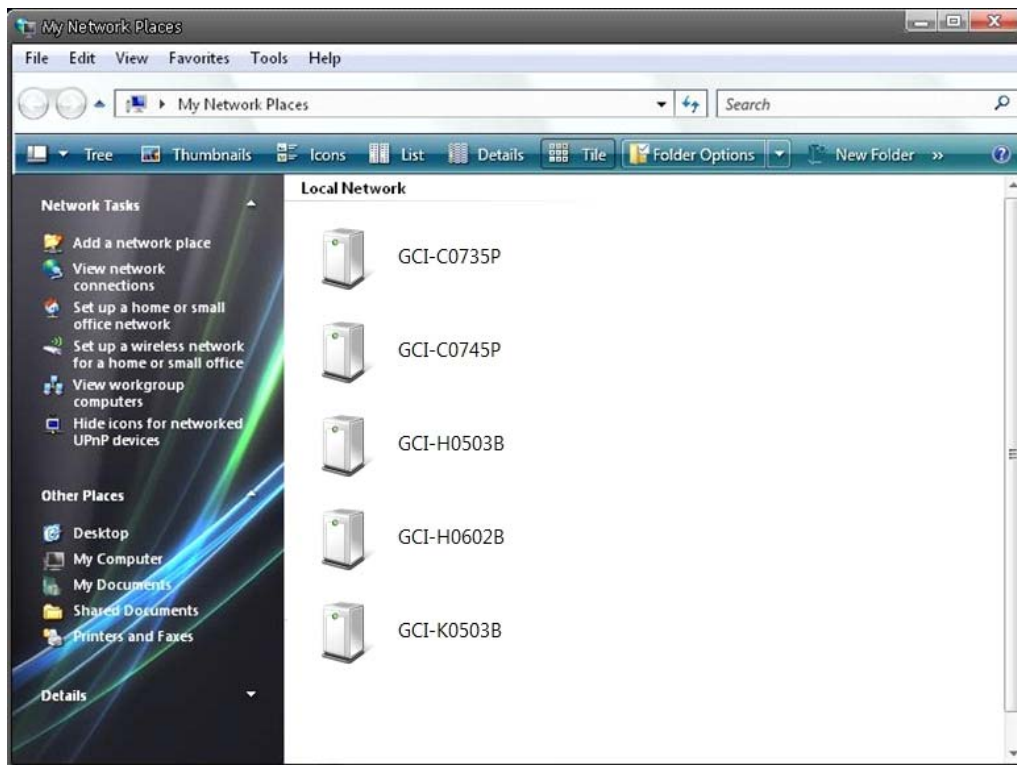 My Network Places
File Edit View Favorites Tools Help
My Network Places Search
Tree Thumbnails Icons List Details Tile Folder Options New Folder »
Network Tasks
Add a network place
View network
connections
Set up a home or small
office network
Set up a wireless network
for a home or small office
View workgroup
computers
Hide icons for networked
UPnP devices
Other Places
Desktop
My Computer
My Documents
Shared Documents
Printers and Faxes
Details
Local Network
GCI-C0735P
GCI-C0745P
GCI-H0503B
GCI-H0602B
GCI-K0503B